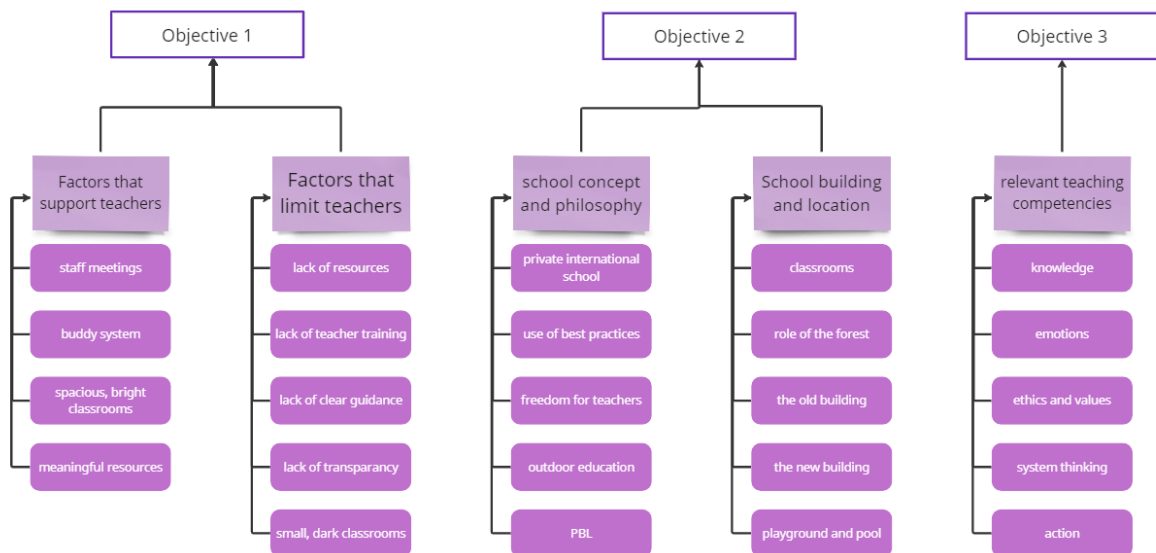 Objective 1
Objective 2
Objective 3
Factors that
support teachers
Factors that
limit teachers
school concept
and philosophy
School building
and location
relevant teaching
competencies
staff meetings
lack of resources
private international
school
classrooms
knowledge
buddy system
lack of teacher training
use of best practices
role of the forest
emotions
spacious, bright
classrooms
lack of clear guidance
freedom for teachers
the old building
ethics and values
meaningful resources
lack of transparancy
outdoor education
the new building
system thinking
small, dark classrooms
PBL
playground and pool
action